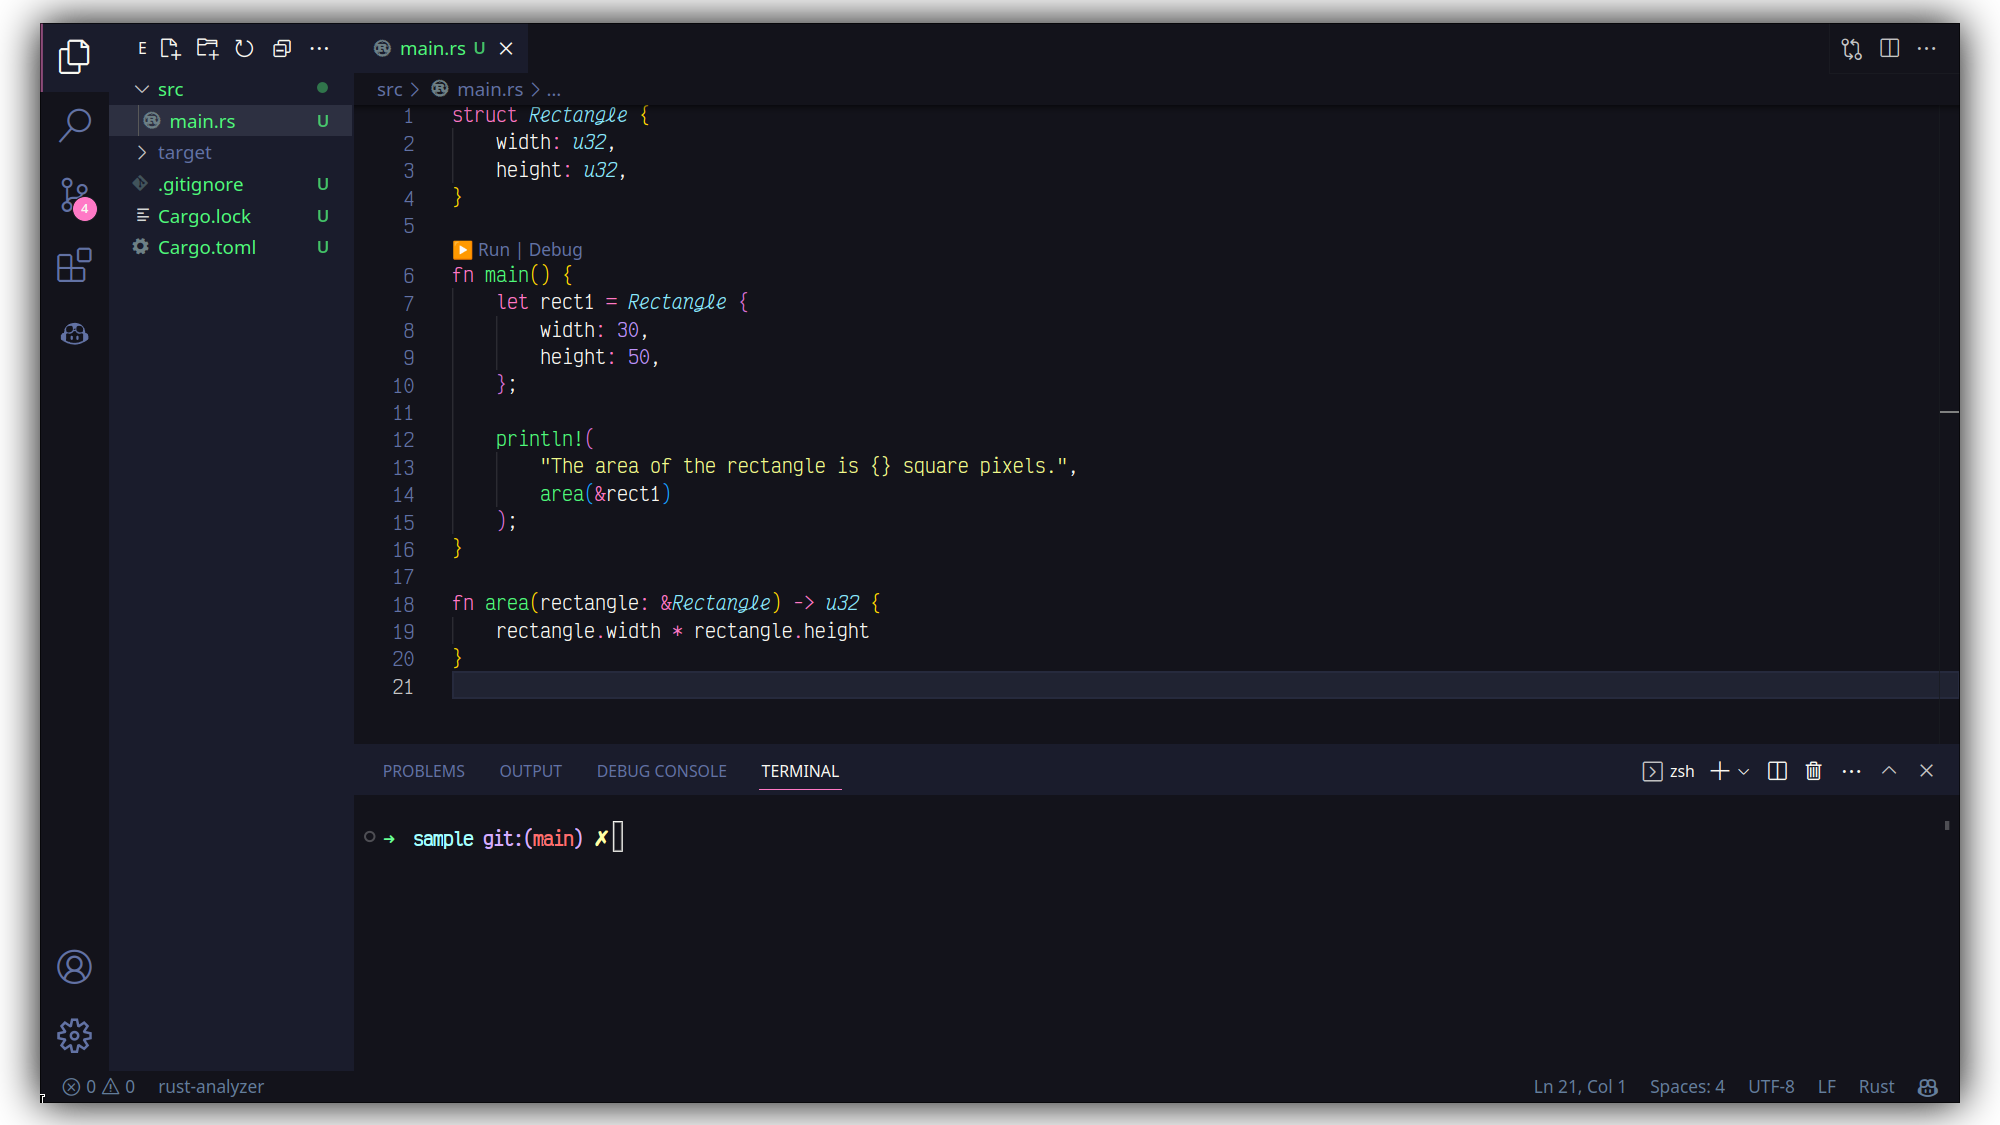 E
main.rs U
src
src > main.rs > ...
main.rs U
target
.gitignore U
Cargo.lock U
Cargo.toml U
4
1 struct Rectangle {
2     width: u32,
3     height: u32,
4 }
5
Run | Debug
6 fn main() {
7     let rect1 = Rectangle {
8         width: 30,
9         height: 50,
10     };
11
12     println!(
13         "The area of the rectangle is {} square pixels.",
14         area(&rect1)
15     );
16 }
17
18 fn area(rectangle: &Rectangle) -> u32 {
19     rectangle.width * rectangle.height
20 }
21
PROBLEMS OUTPUT DEBUG CONSOLE TERMINAL zsh
➜ sample git:(main) ✗
0 0 rust-analyzer Ln 21, Col 1 Spaces: 4 UTF-8 LF Rust